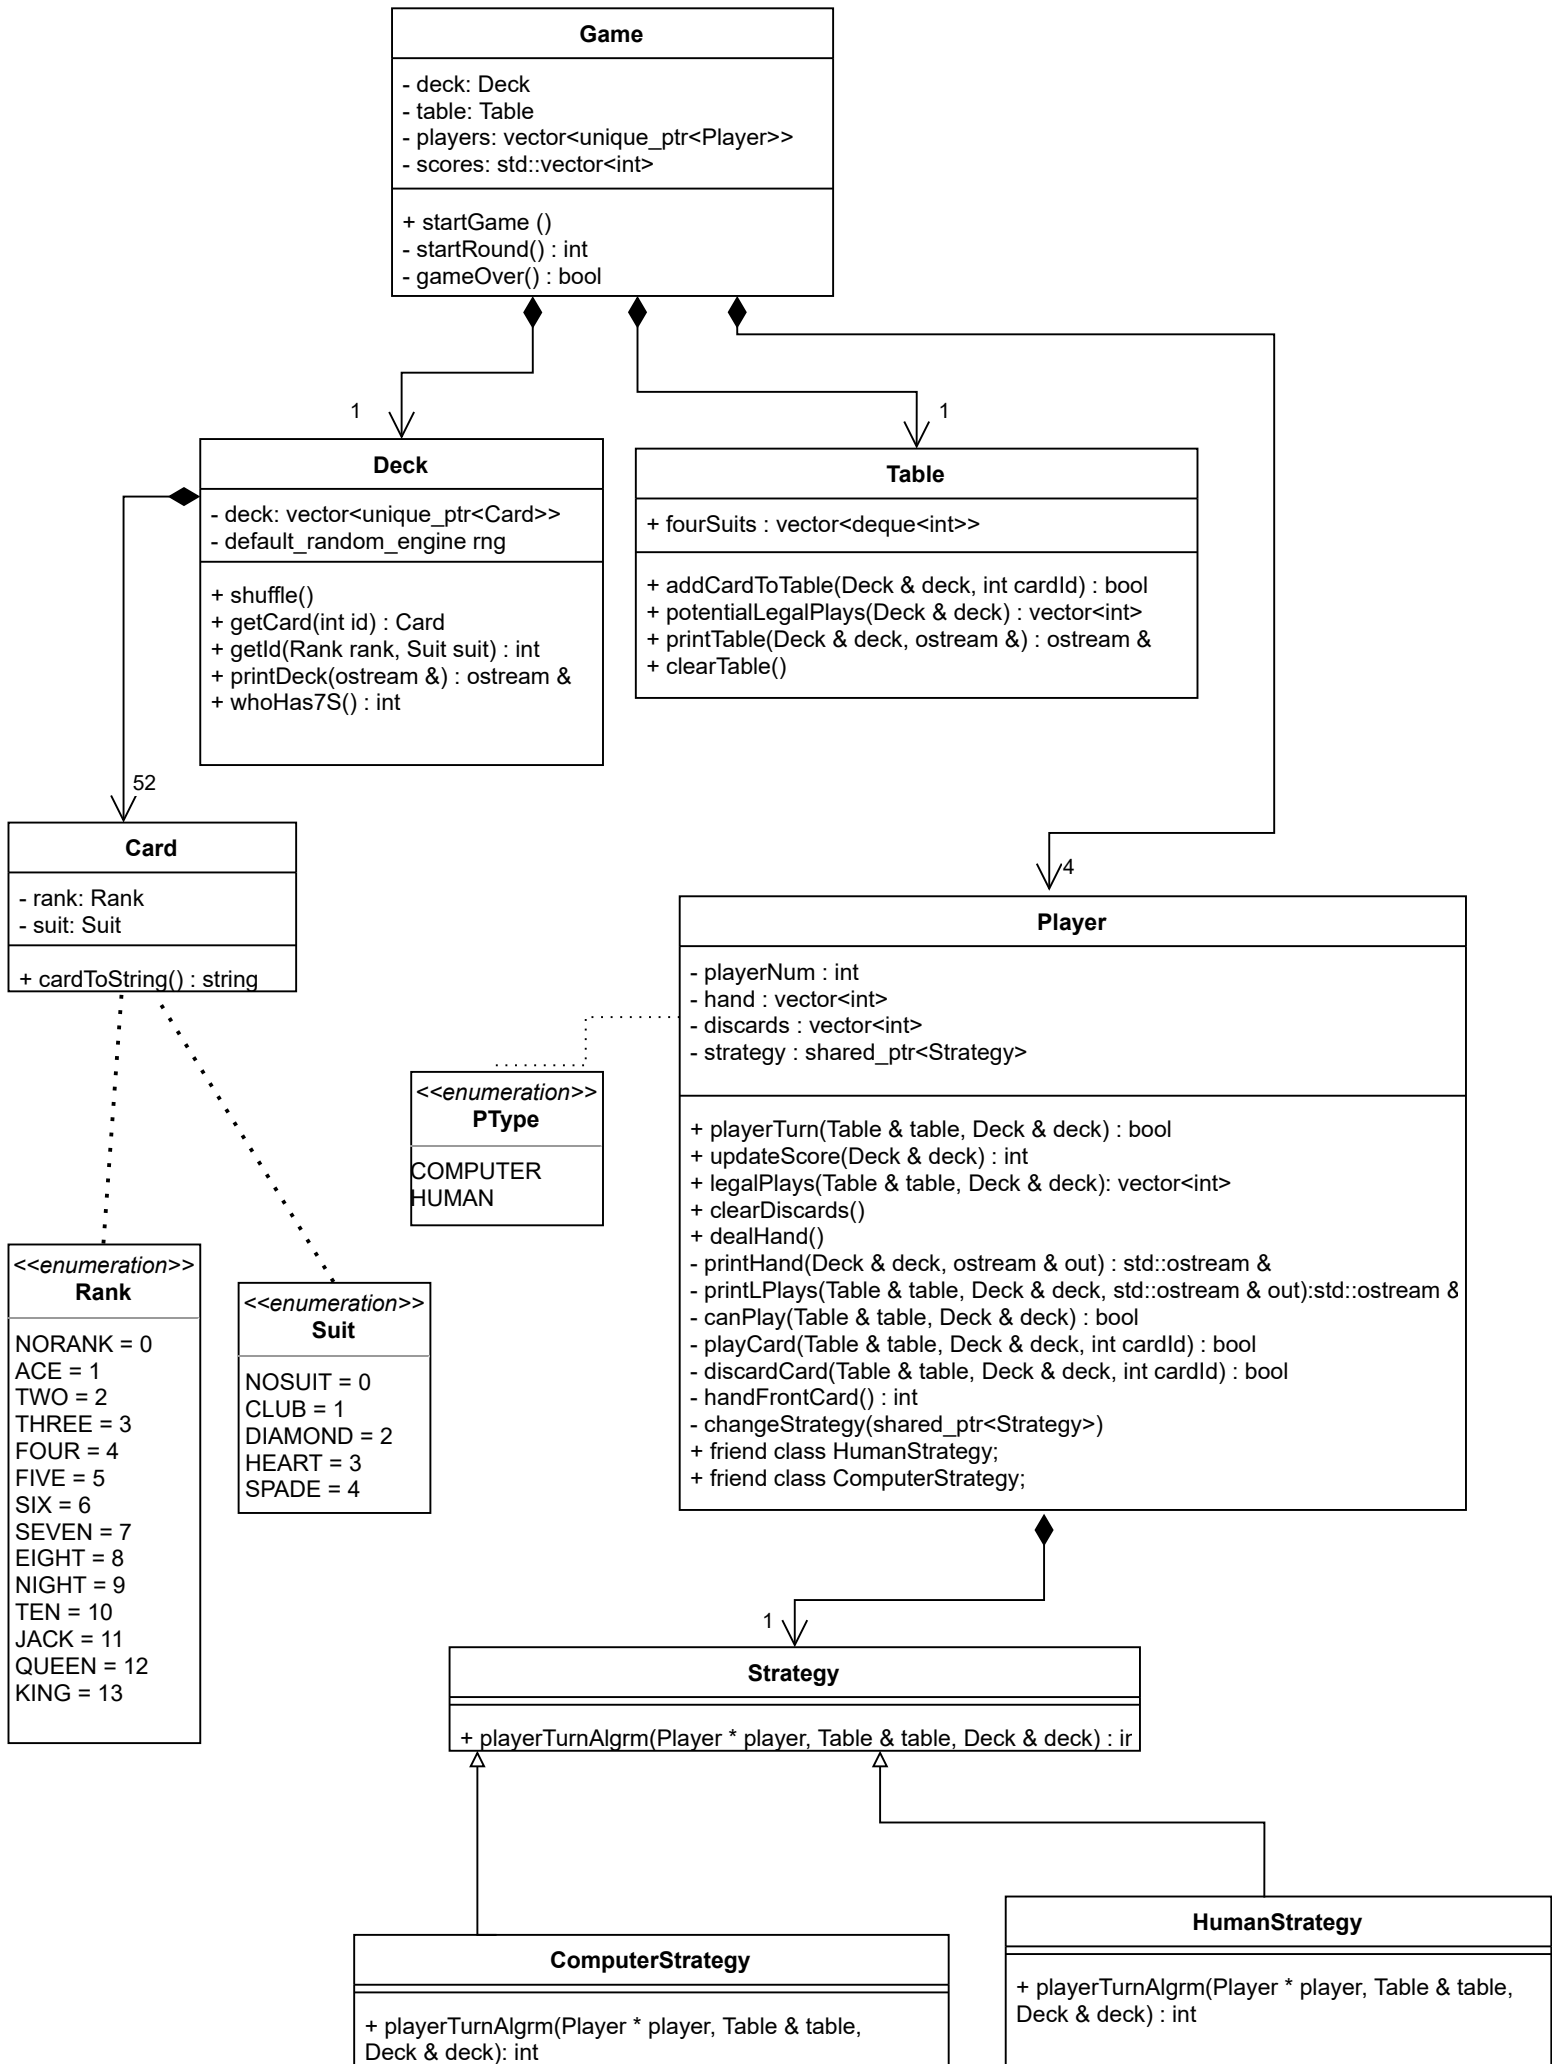 Game
- deck: Deck
- table: Table
- players: vector<unique_ptr<Player>>
- scores: std::vector<int>
+ startGame ()
- startRound() : int
- gameOver() : bool
1
1
Deck
- deck: vector<unique_ptr<Card>>
- default_random_engine rng
+ shuffle()
+ getCard(int id) : Card
+ getId(Rank rank, Suit suit) : int
+ printDeck(ostream &) : ostream &
+ whoHas7S() : int
Table
+ fourSuits : vector<deque<int>>
+ addCardToTable(Deck & deck, int cardId) : bool
+ potentialLegalPlays(Deck & deck) : vector<int>
+ printTable(Deck & deck, ostream &) : ostream &
+ clearTable()
52
4
Card
- rank: Rank
- suit: Suit
+ cardToString() : string
Player
- playerNum : int
- hand : vector<int>
- discards : vector<int>
- strategy : shared_ptr<Strategy>
+ playerTurn(Table & table, Deck & deck) : bool
+ updateScore(Deck & deck) : int
+ legalPlays(Table & table, Deck & deck): vector<int>
+ clearDiscards()
+ dealHand()
- printHand(Deck & deck, ostream & out) : std::ostream &
- printLPlays(Table & table, Deck & deck, std::ostream & out):std::ostream &
- canPlay(Table & table, Deck & deck) : bool
- playCard(Table & table, Deck & deck, int cardId) : bool
- discardCard(Table & table, Deck & deck, int cardId) : bool
- handFrontCard() : int
- changeStrategy(shared_ptr<Strategy>)
+ friend class HumanStrategy;
+ friend class ComputerStrategy;
<<enumeration>>
PType
COMPUTER
HUMAN
<<enumeration>>
Rank
NORANK = 0
ACE = 1
TWO = 2
THREE = 3
FOUR = 4
FIVE = 5
SIX = 6
SEVEN = 7
EIGHT = 8
NIGHT = 9
TEN = 10
JACK = 11
QUEEN = 12
KING = 13
<<enumeration>>
Suit
NOSUIT = 0
CLUB = 1
DIAMOND = 2
HEART = 3
SPADE = 4
1
Strategy
+ playerTurnAlgrm(Player * player, Table & table, Deck & deck) : ir
ComputerStrategy
+ playerTurnAlgrm(Player * player, Table & table,
Deck & deck): int
HumanStrategy
+ playerTurnAlgrm(Player * player, Table & table,
Deck & deck) : int